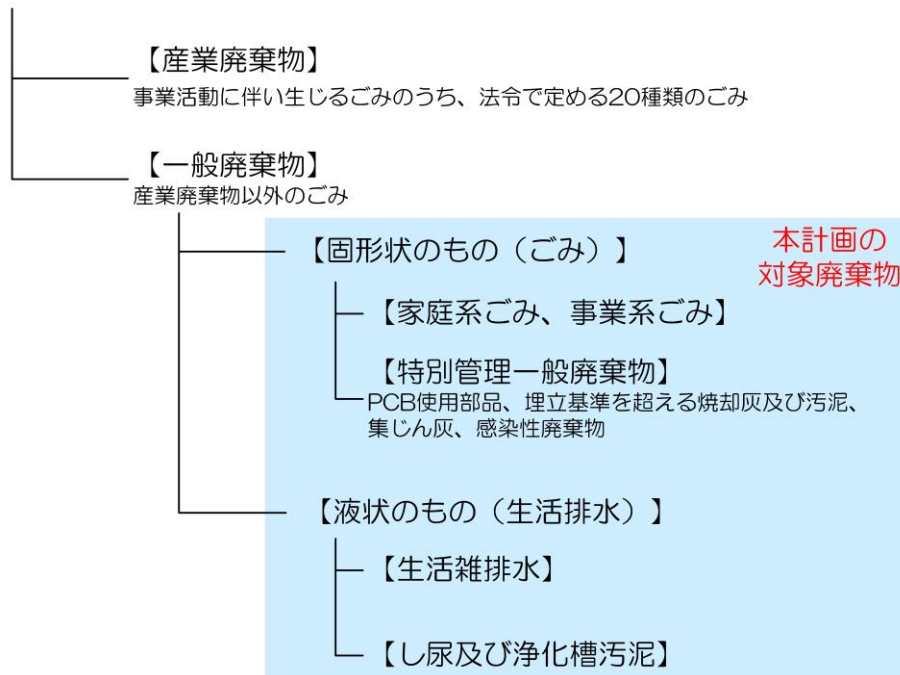 【産業廃棄物】
事業活動に伴い生じるごみのうち、法令で定める20種類のごみ
【一般廃棄物】
産業廃棄物以外のごみ
本計画の
対象廃棄物
【固形状のもの（ごみ）】
【家庭系ごみ、事業系ごみ】
【特別管理一般廃棄物】
PCB使用部品、埋立基準を超える焼却灰及び汚泥、
集じん灰、感染性廃棄物
【液状のもの（生活排水）】
【生活雑排水】
【し尿及び浄化槽汚泥】